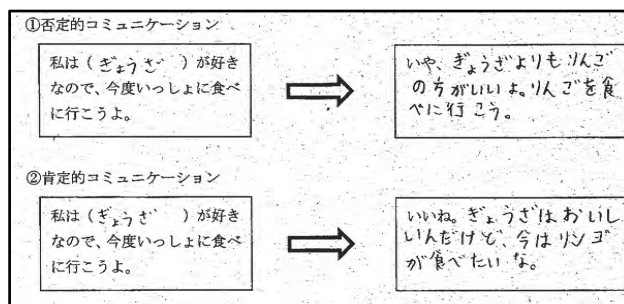 ①否定的コミュニケーション
私は(ぎょうざ)が好き
なので、今度いっしょに食べ
に行こうよ。
いや、ぎょうざよりもりんご
の方がいいよ。りんごを食
べに行こう。
②肯定的コミュニケーション
私は(ぎょうざ)が好き
なので、今度いっしょに食べ
に行こうよ。
いいね。ぎょうざはおいし
いんだけど、今はリンゴ
が食べたいな。